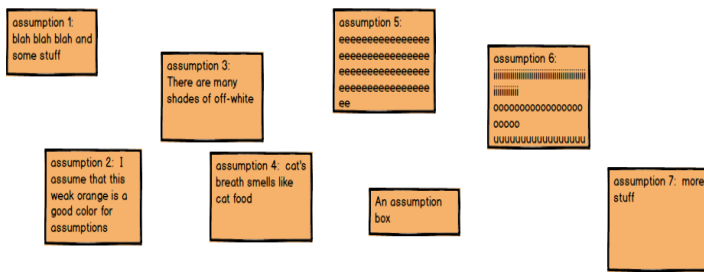 assumption 1:
blah blah blah and
some stuff
assumption 3:
There are many
shades of off-white
assumption 5:
eeeeeeeeeeeeeeee
eeeeeeeeeeeeeeee
eeeeeeeeeeeeeeee
eeeeeeeeeeeeeeee
ee
assumption 6:
ooooooooooooooooo
ooooo
uuuuuuuuuuuuuuuuu
assumption 2: I
assume that this
weak orange is a
good color for
assumptions
assumption 4: cat's
breath smells like
cat food
An assumption
box
assumption 7: more
stuff